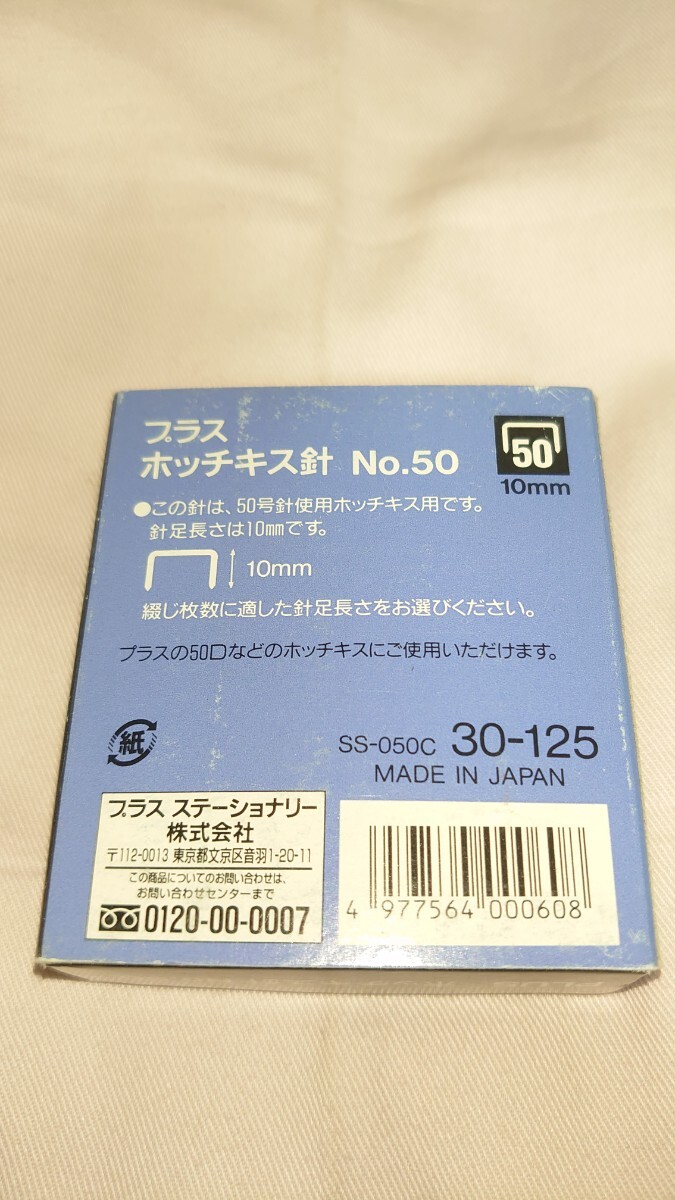 プラス
ホッチキス針 No.50
50
10mm
●この針は、50号針使用ホッチキス用です。
針足長さは10mmです。
10mm
綴じ枚数に適した針足長さをお選びください。
プラスの50口などのホッチキスにご使用いただけます。
紙
SS-050C 30-125
MADE IN JAPAN
プラス ステーショナリー
株式会社
〒112-0013 東京都文京区音羽1-20-11
この商品についてのお問い合わせは、
お問い合わせセンターまで
0120-00-0007
4 977564 000608